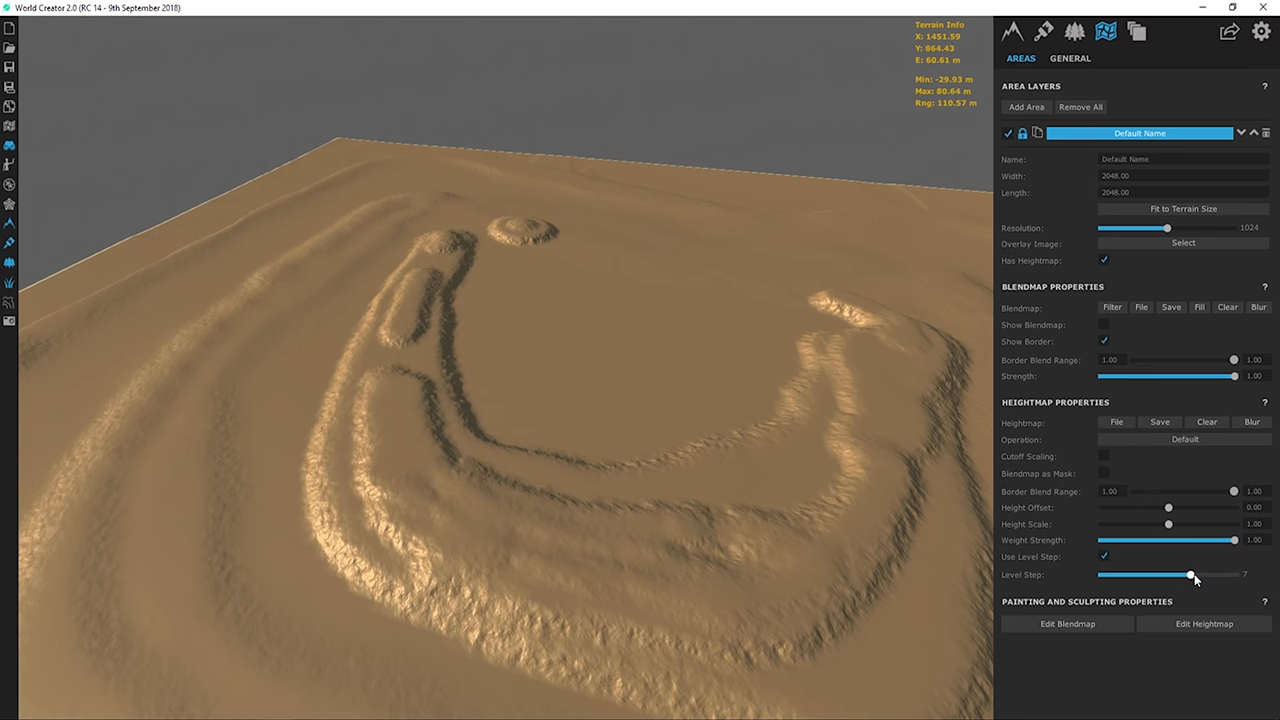 World Creator 2.0 (RC 14 - 9th September 2018)
Terrain Info
X: 1451.59
Y: 864.43
E: 60.61 m
Min: -29.93 m
Max: 80.64 m
Rng: 110.57 m
AREAS GENERAL
AREA LAYERS ?
Add Area Remove All
Default Name
Name: Default Name
Width: 2048.00
Length: 2048.00
Fit to Terrain Size
Resolution: 1024
Overlay Image: Select
Has Heightmap:
BLENDMAP PROPERTIES ?
Blendmap: Filter File Save Fill Clear Blur
Show Blendmap:
Show Border:
Border Blend Range: 1.00 1.00
Strength: 1.00
HEIGHTMAP PROPERTIES ?
Heightmap: File Save Clear Blur
Operation: Default
Cutoff Scaling:
Blendmap as Mask:
Border Blend Range: 1.00 1.00
Height Offset: 0.00
Height Scale: 1.00
Weight Strength: 1.00
Use Level Step:
Level Step: 7
PAINTING AND SCULPTING PROPERTIES ?
Edit Blendmap Edit Heightmap